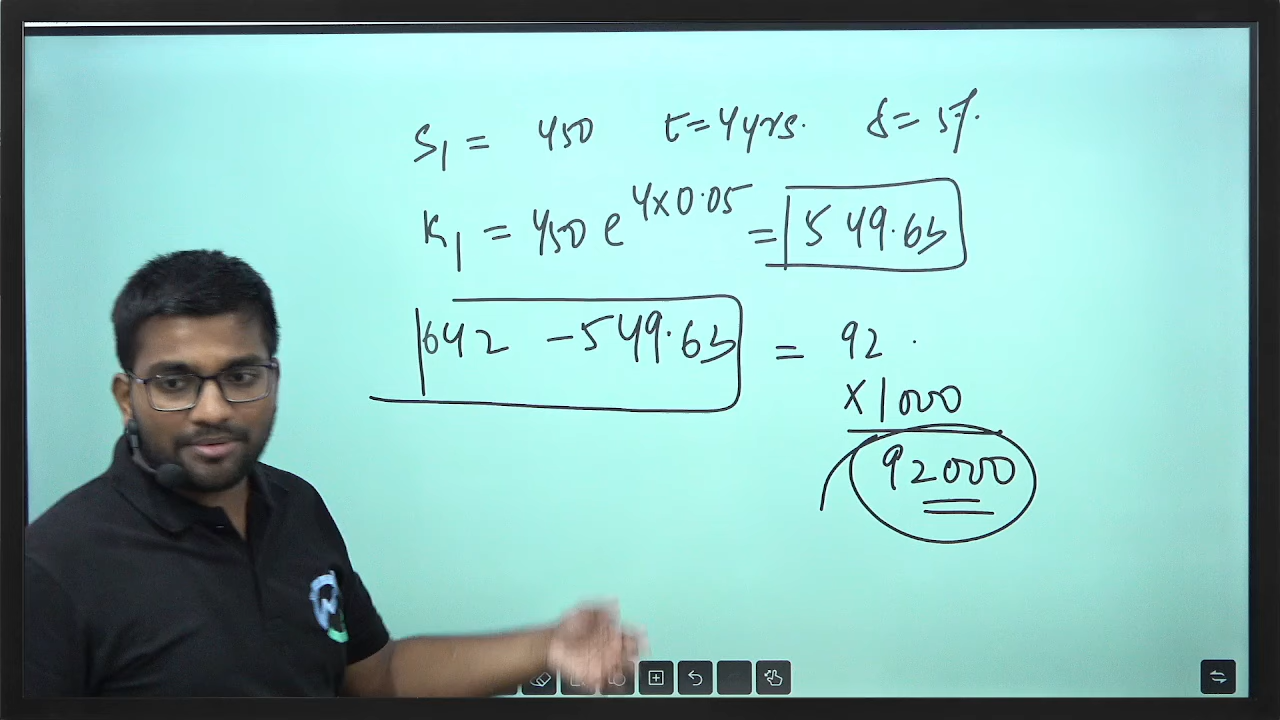 S₁ = 450 t=4yrs. δ= 5%.
K₁ = 450 e^4×0.05 = 549.63
642 - 549.63 = 92.
×1000
92000